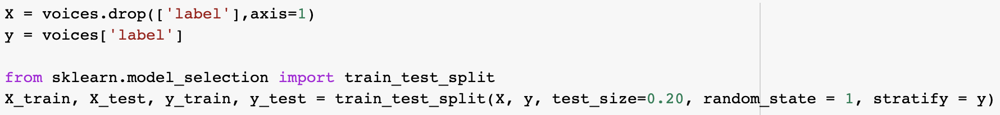 X = voices.drop(['label'],axis=1)
y = voices['label']
from sklearn.model_selection import train_test_split
X_train, X_test, y_train, y_test = train_test_split(X, y, test_size=0.20, random_state = 1, stratify = y)